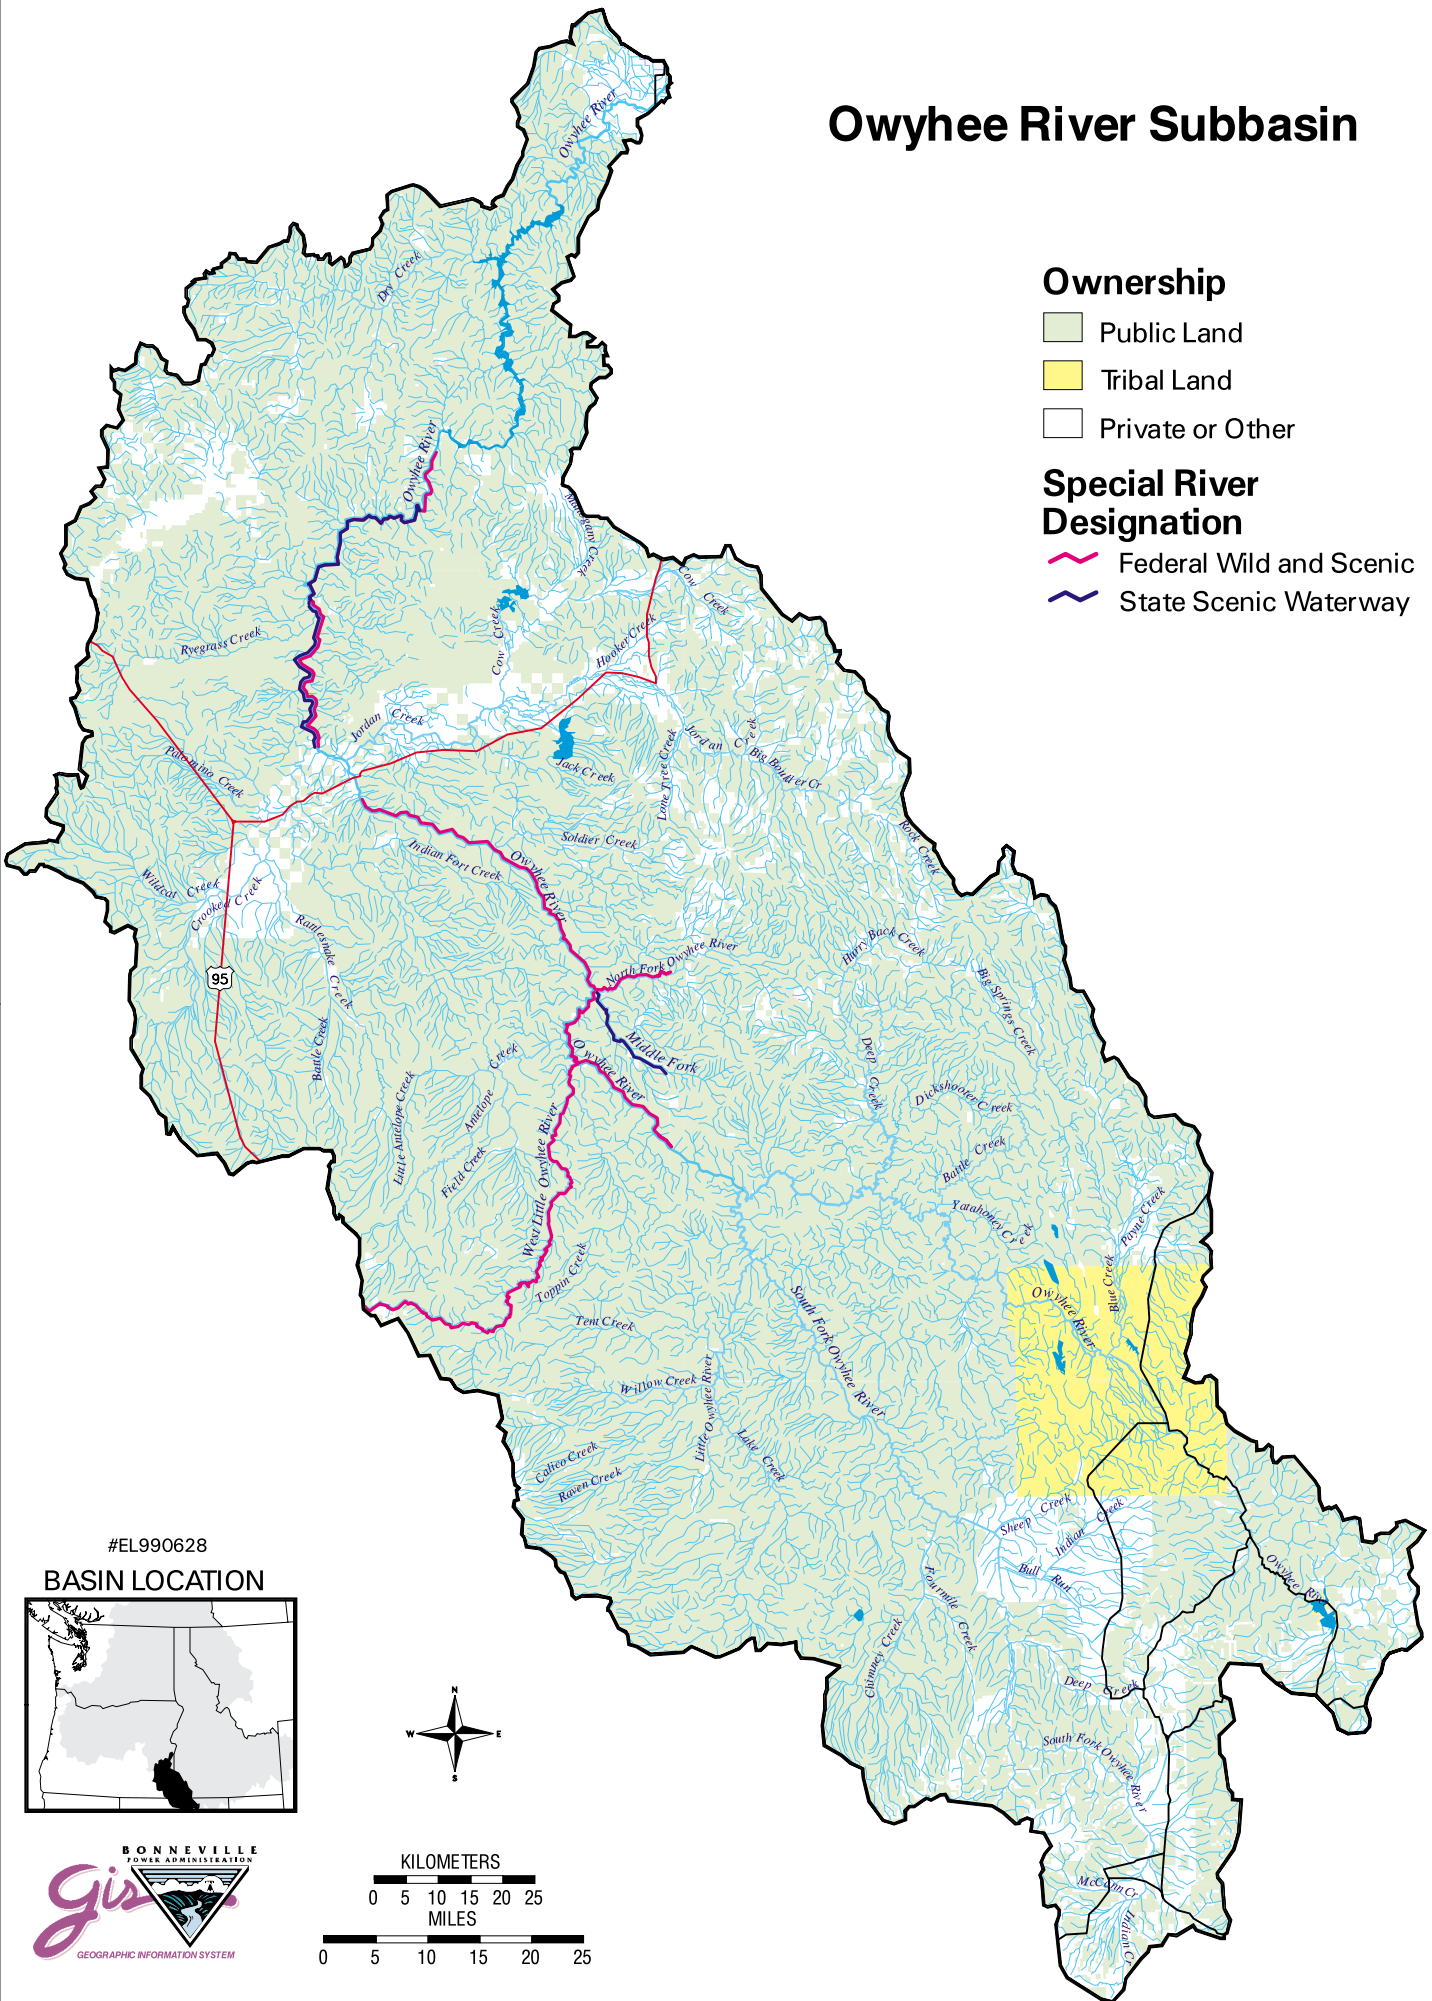 Owyhee River Subbasin
Ownership
Public Land
Tribal Land
Private or Other
Special River
Designation
Federal Wild and Scenic
State Scenic Waterway
Owyhee River
Dry Creek
Owyhee River
Mahogany Creek
Cow Creek
Cow Creek
Hooker Creek
Ryegrass Creek
Jordan Creek
Jordan Creek
Big Boulder Cr
Palomino Creek
Jack Creek
Lone Tree Creek
Soldier Creek
Indian Fort Creek
Owyhee River
Rock Creek
Wildcat Creek
Crooked Creek
Rattlesnake Creek
95
North Fork Owyhee River
Hurry Back Creek
Big Springs Creek
Middle Fork
Owyhee River
Battle Creek
Little Antelope Creek
Antelope Creek
Field Creek
West Little Owyhee River
Deep Creek
Dickshooter Creek
Battle Creek
Yatahoney Creek
Payne Creek
Blue Creek
Owyhee River
Toppin Creek
Tent Creek
South Fork Owyhee River
Willow Creek
Little Owyhee River
Lake Creek
Calico Creek
Raven Creek
Sheep Creek
Indian Creek
Bull Run
Owyhee River
Fourmile Creek
Chimney Creek
Deep Creek
South Fork Owyhee River
McCann Cr
Indian Cr
#EL990628
BASIN LOCATION
N
W
E
S
BONNEVILLE
POWER ADMINISTRATION
gis
GEOGRAPHIC INFORMATION SYSTEM
KILOMETERS
0 5 10 15 20 25
MILES
0 5 10 15 20 25